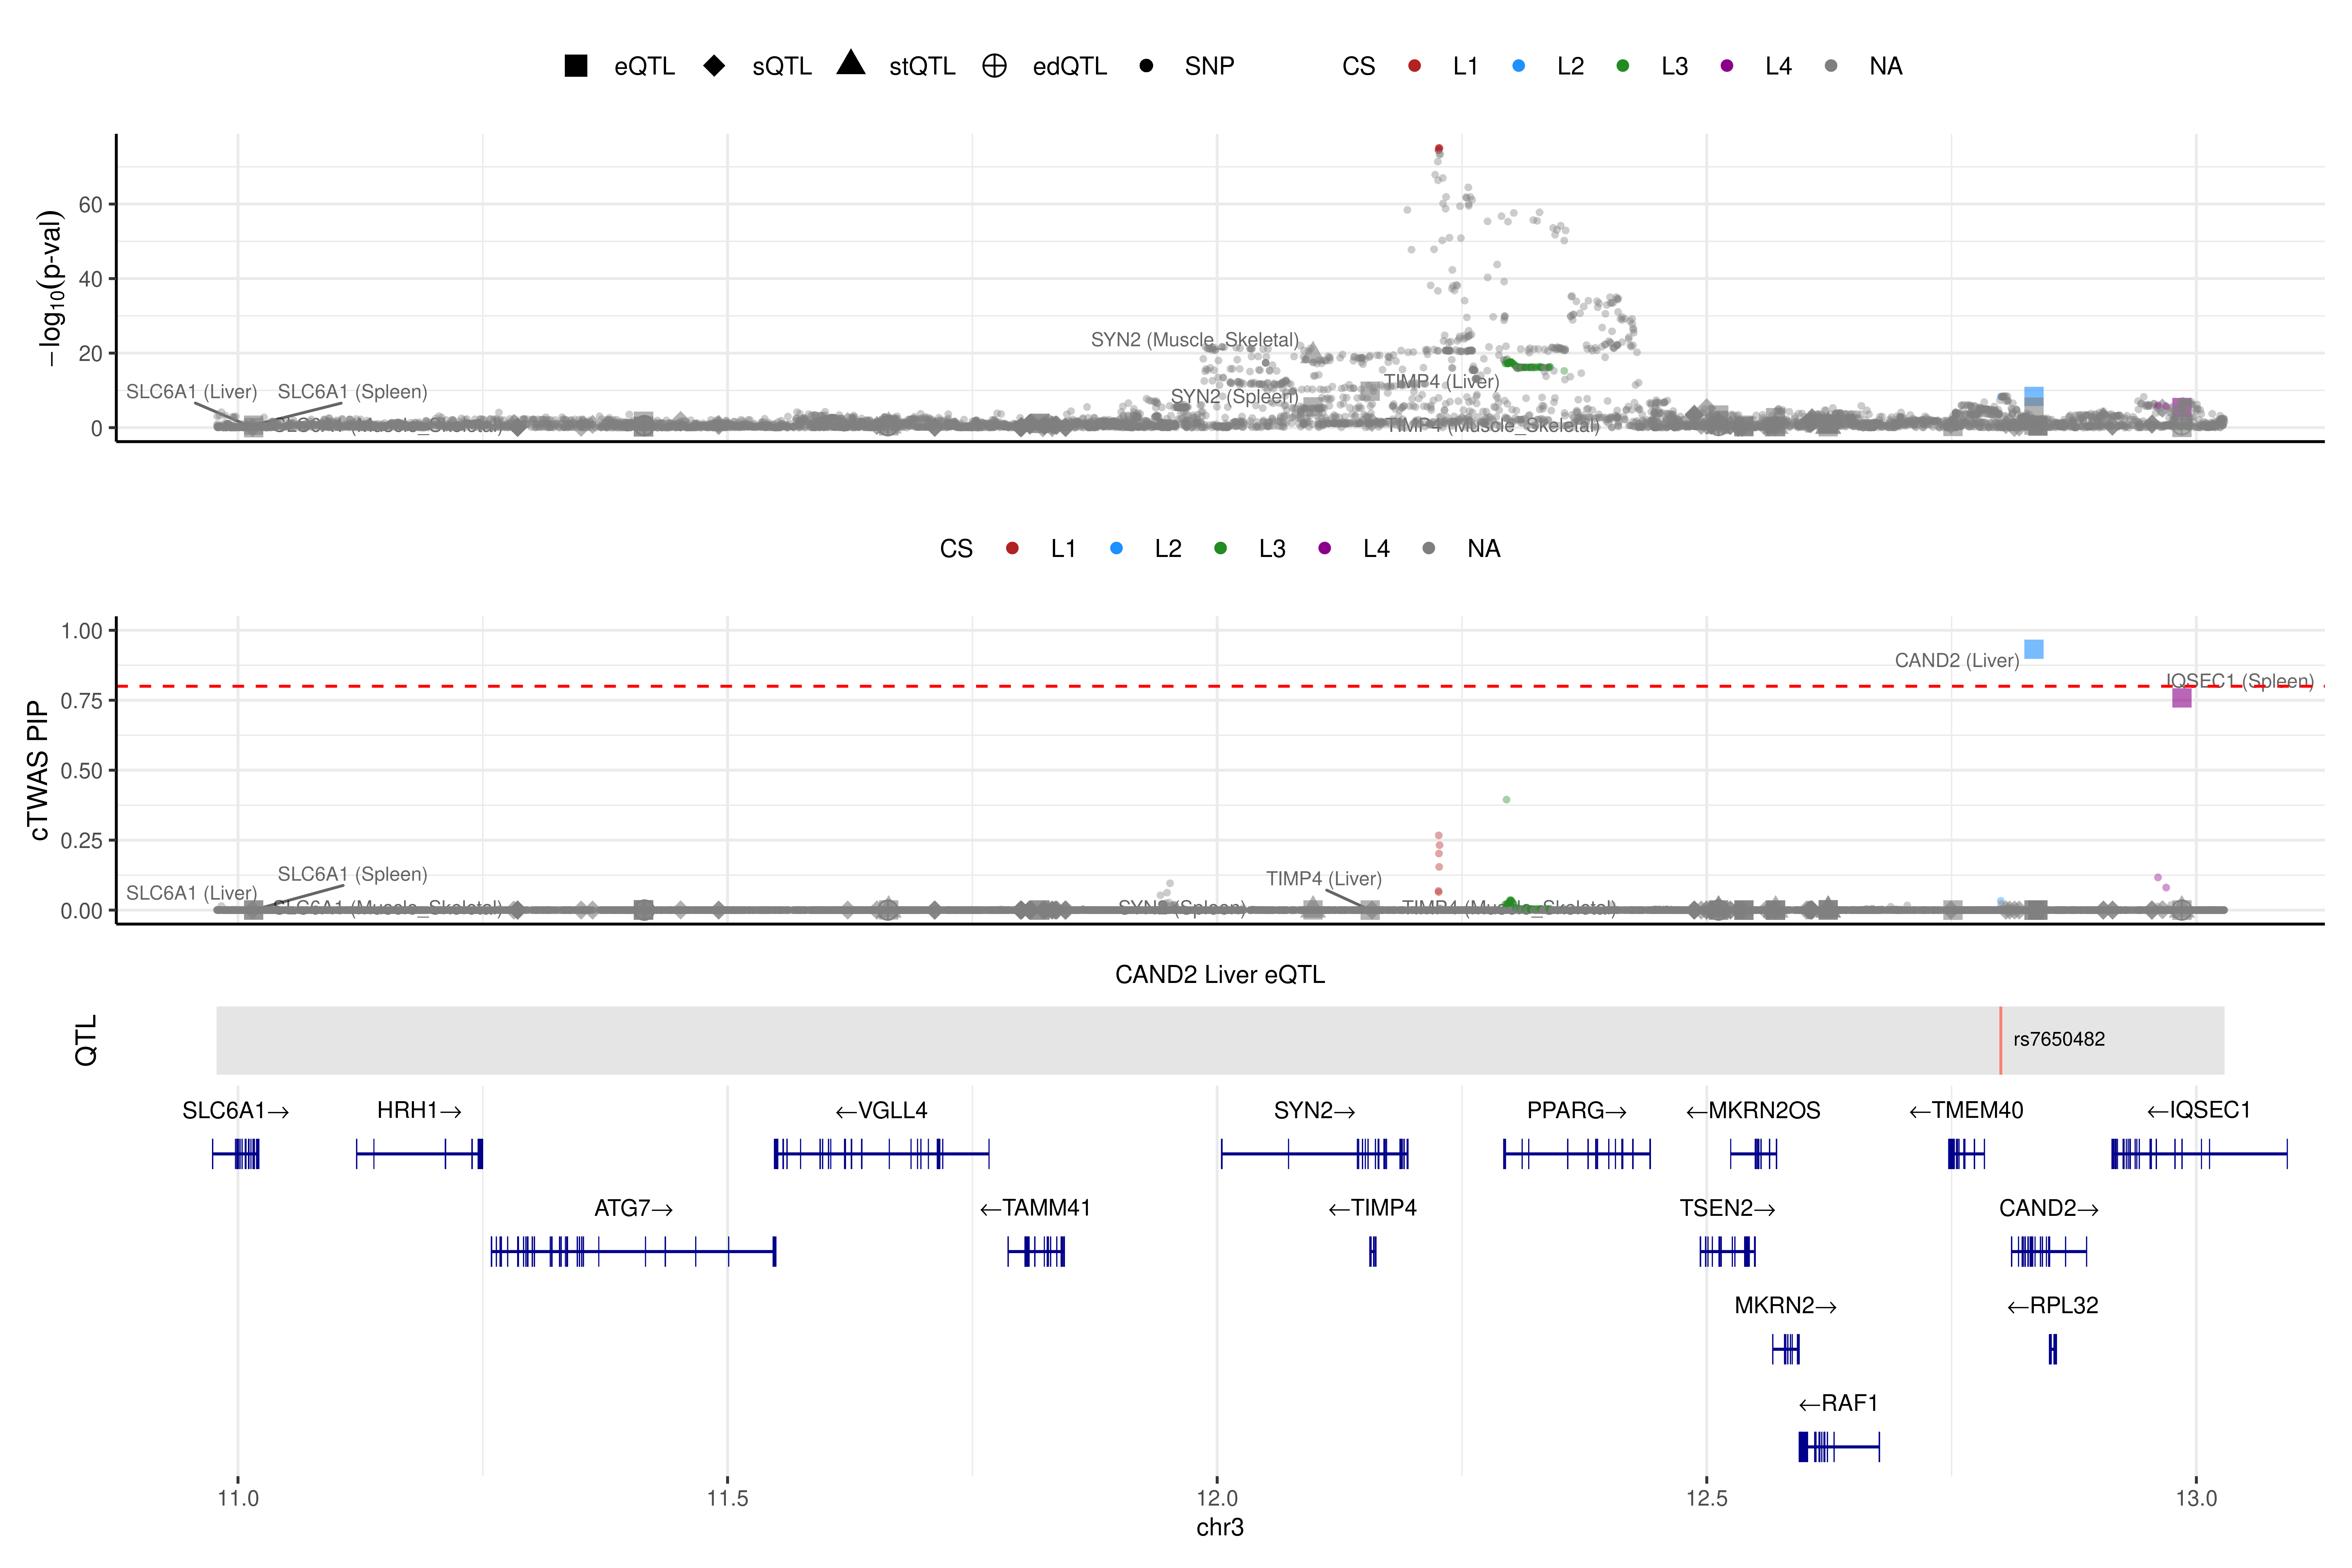 eQTL sQTL stQTL edQTL SNP CS L1 L2 L3 L4 NA
−log10(p-val)
60
40
20
0
SYN2 (Muscle_Skeletal)
SLC6A1 (Liver) SLC6A1 (Spleen) SYN2 (Spleen) TIMP4 (Liver)
SLC6A1 (Muscle_Skeletal) TIMP4 (Muscle_Skeletal)
CS L1 L2 L3 L4 NA
cTWAS PIP
1.00
0.75
0.50
0.25
0.00
CAND2 (Liver)
IQSEC1 (Spleen)
SLC6A1 (Spleen) TIMP4 (Liver)
SLC6A1 (Liver)
SLC6A1 (Muscle_Skeletal) SYN2 (Spleen) TIMP4 (Muscle_Skeletal)
CAND2 Liver eQTL
QTL
rs7650482
SLC6A1→ HRH1→ ←VGLL4 SYN2→ PPARG→ ←MKRN2OS ←TMEM40 ←IQSEC1
ATG7→ ←TAMM41 ←TIMP4 TSEN2→ CAND2→
MKRN2→ ←RPL32
←RAF1
11.0 11.5 12.0 12.5 13.0
chr3